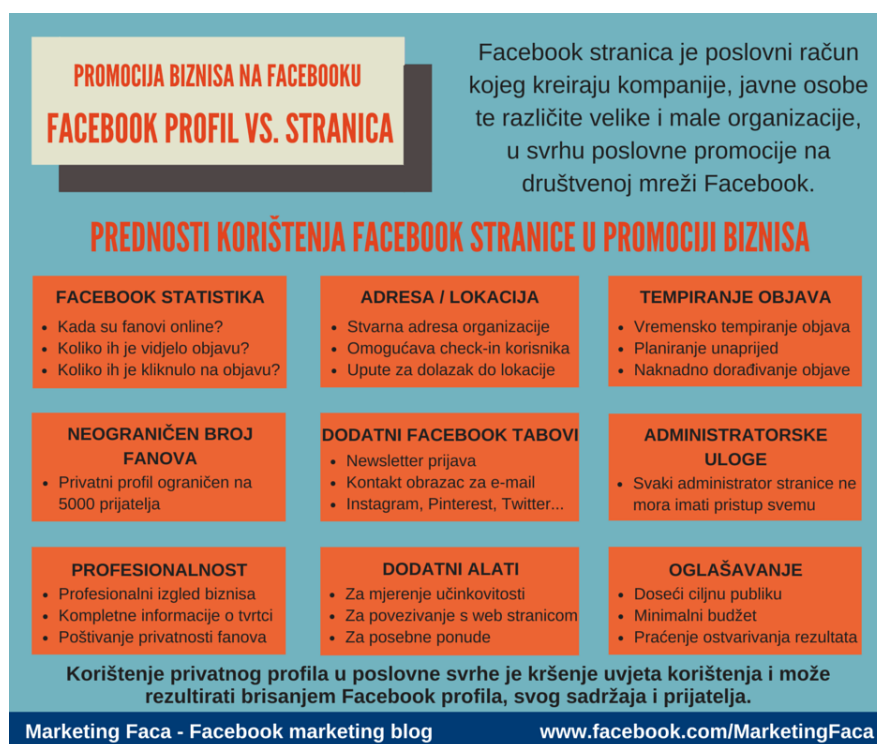 PROMOCIJA BIZNISA NA FACEBOOKU
FACEBOOK PROFIL VS. STRANICA
Facebook stranica je poslovni račun
kojeg kreiraju kompanije, javne osobe
te različite velike i male organizacije,
u svrhu poslovne promocije na
društvenoj mreži Facebook.
PREDNOSTI KORIŠTENJA FACEBOOK STRANICE U PROMOCIJI BIZNISA
FACEBOOK STATISTIKA
• Kada su fanovi online?
• Koliko ih je vidjelo objavu?
• Koliko ih je kliknulo na objavu?
ADRESA / LOKACIJA
• Stvarna adresa organizacije
• Omogućava check-in korisnika
• Upute za dolazak do lokacije
TEMPIRANJE OBJAVA
• Vremensko tempiranje objava
• Planiranje unaprijed
• Naknadno dorađivanje objave
NEOGRANIČEN BROJ
FANOVA
• Privatni profil ograničen na
5000 prijatelja
DODATNI FACEBOOK TABOVI
• Newsletter prijava
• Kontakt obrazac za e-mail
• Instagram, Pinterest, Twitter...
ADMINISTRATORSKE
ULOGE
• Svaki administrator stranice ne
mora imati pristup svemu
PROFESIONALNOST
• Profesionalni izgled biznisa
• Kompletne informacije o tvrtci
• Poštivanje privatnosti fanova
DODATNI ALATI
• Za mjerenje učinkovitosti
• Za povezivanje s web stranicom
• Za posebne ponude
OGLAŠAVANJE
• Doseći ciljnu publiku
• Minimalni budžet
• Praćenje ostvarivanja rezultata
Korištenje privatnog profila u poslovne svrhe je kršenje uvjeta korištenja i može
rezultirati brisanjem Facebook profila, svog sadržaja i prijatelja.
Marketing Faca - Facebook marketing blog
www.facebook.com/MarketingFaca